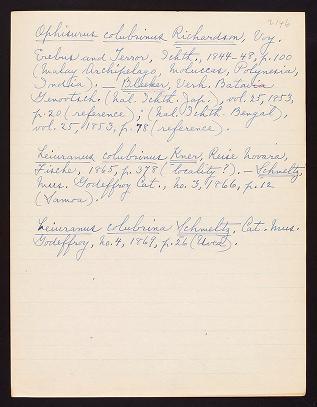 2146
Ophisurus colubrinus Richardson, Voy.
Erebus and Terror, Ichth., 1844-48, p. 100
(Malay Archipelago, Moluccas, Polynesia,
India). — Bleeker, Verh. Batavia
Genootsch. (Nal. Ichth. Jap.), vol. 25, 1853,
p. 20 (reference); (Nal. Ichth. Bengal),
vol. 25, 1853, p. 78 (reference).
Leiuranus colubrinus Kner, Reise Novara,
Fische, 1865, p. 378 (locality?). — Schmeltz,
Mus. Godeffroy Cat., no. 3, 1866, p. 12
(Samoa).
Leiuranus colubrina Schmeltz, Cat. Mus.
Godeffroy, no. 4, 1869, p. 26